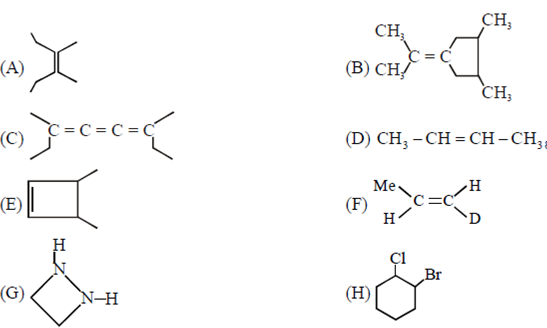 CH₃
CH₃
(A)
(B) CH₃ C = C
CH₃
(C) C = C = C = C
(D) CH₃ – CH = CH – CH₃
(E)
(F) Me H
C = C
H D
H
N
(G) N–H
Cl
Br
(H)